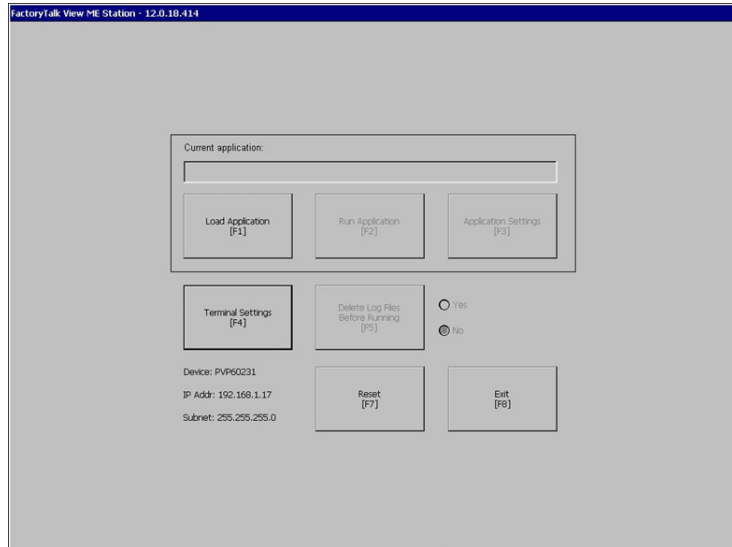 FactoryTalk View ME Station - 12.0.18.414
Current application:
Load Application
[F1]
Run Application
[F2]
Application Settings
[F3]
Terminal Settings
[F4]
Delete Log Files
Before Running
[F5]
Yes
No
Device: PVP60231
IP Addr: 192.168.1.17
Subnet: 255.255.255.0
Reset
[F7]
Exit
[F8]